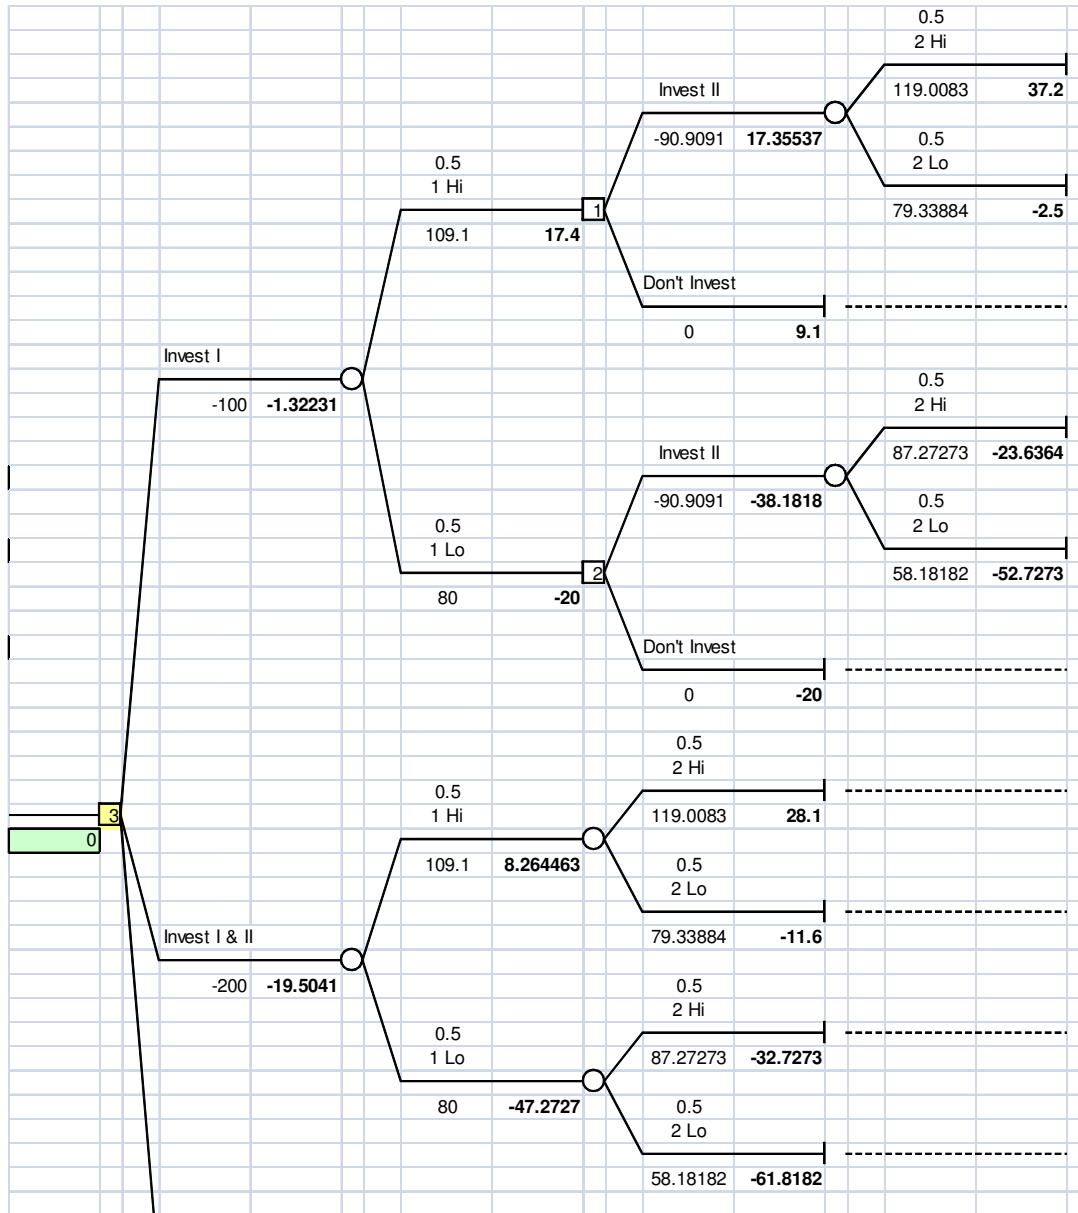 0.5
2 Hi
Invest II
119.0083 37.2
-90.9091 17.35537 0.5
0.5 2 Lo
1 Hi
1 79.33884 -2.5
109.1 17.4
Don't Invest
0 9.1
Invest I
0.5
2 Hi
-100 -1.32231
Invest II 87.27273 -23.6364
-90.9091 -38.1818 0.5
0.5 2 Lo
1 Lo
2 58.18182 -52.7273
80 -20
Don't Invest
0 -20
0.5
2 Hi
0.5
1 Hi
3 119.0083 28.1
0
109.1 8.264463 0.5
2 Lo
Invest I & II 79.33884 -11.6
-200 -19.5041 0.5
2 Hi
0.5
1 Lo 87.27273 -32.7273
80 -47.2727 0.5
2 Lo
58.18182 -61.8182